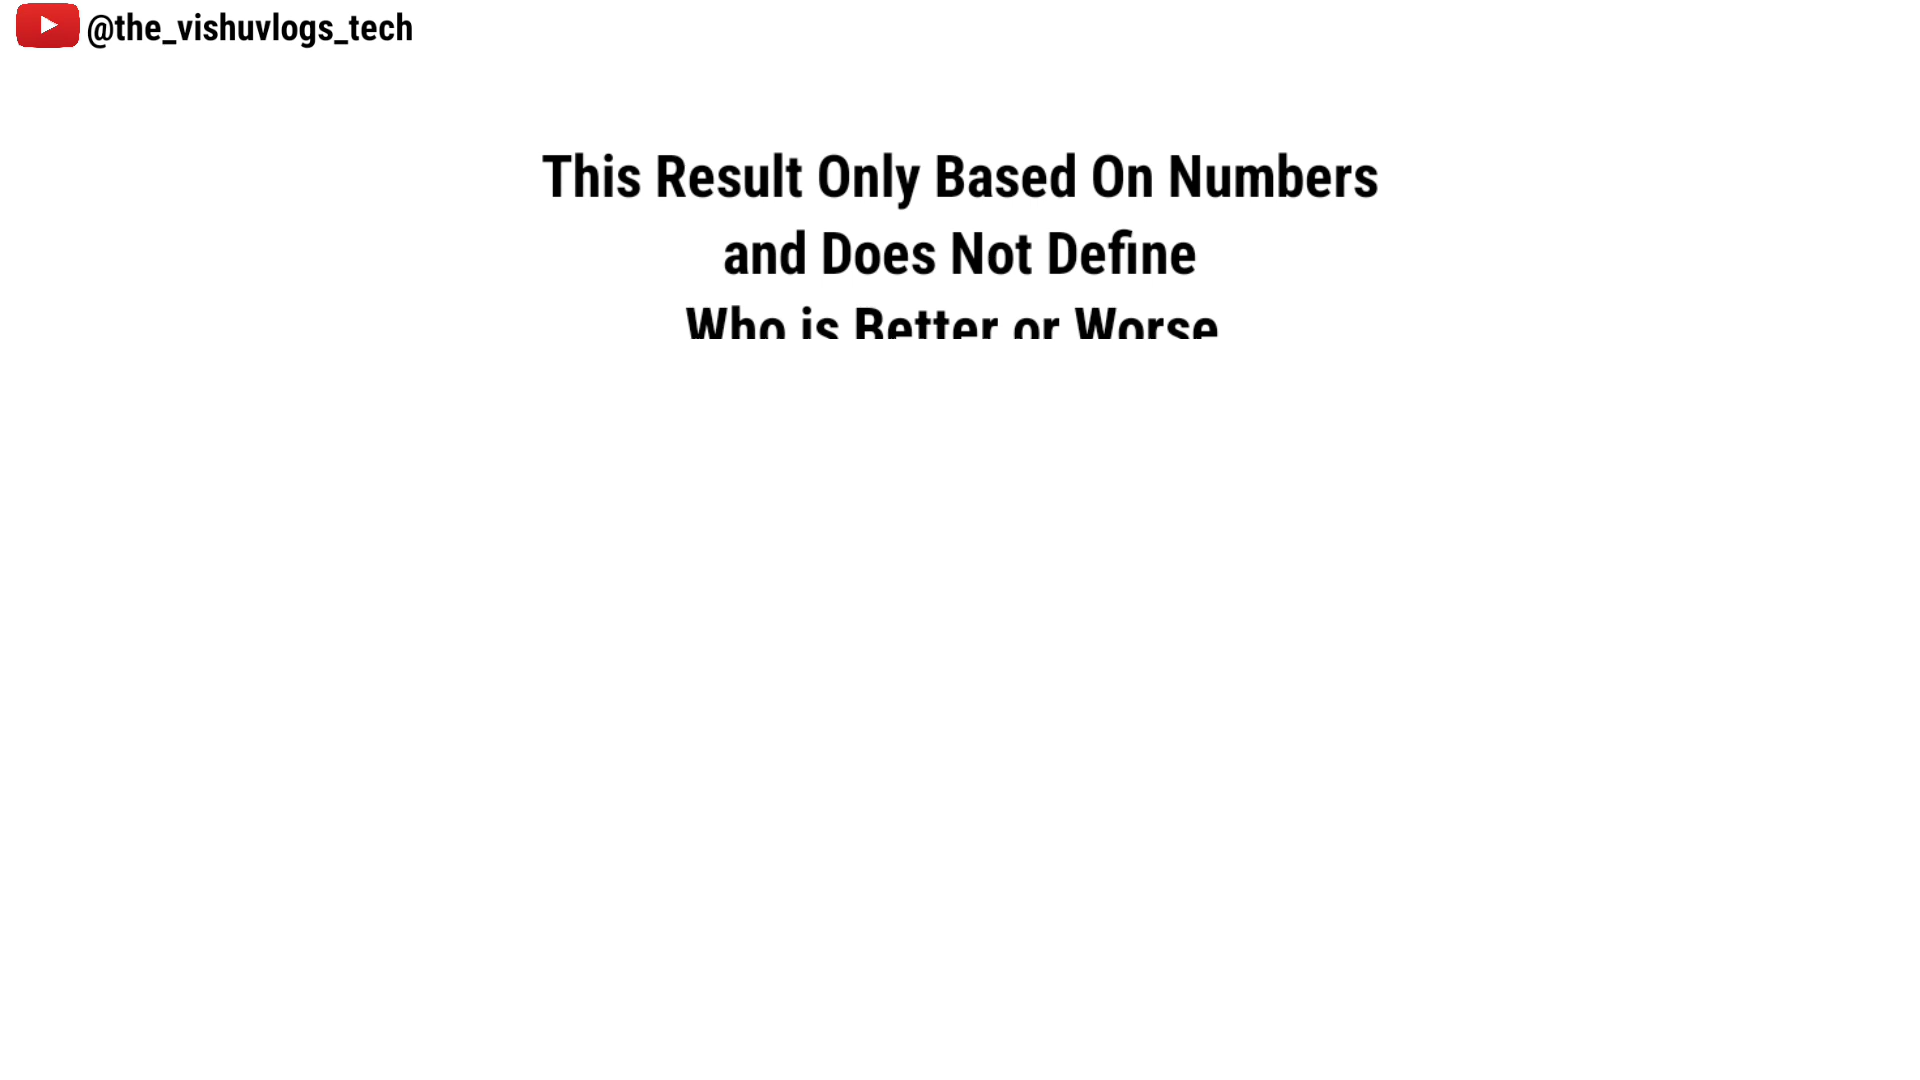 @the_vishuvlogs_tech
This Result Only Based On Numbers
and Does Not Define
Who is Better or Worse